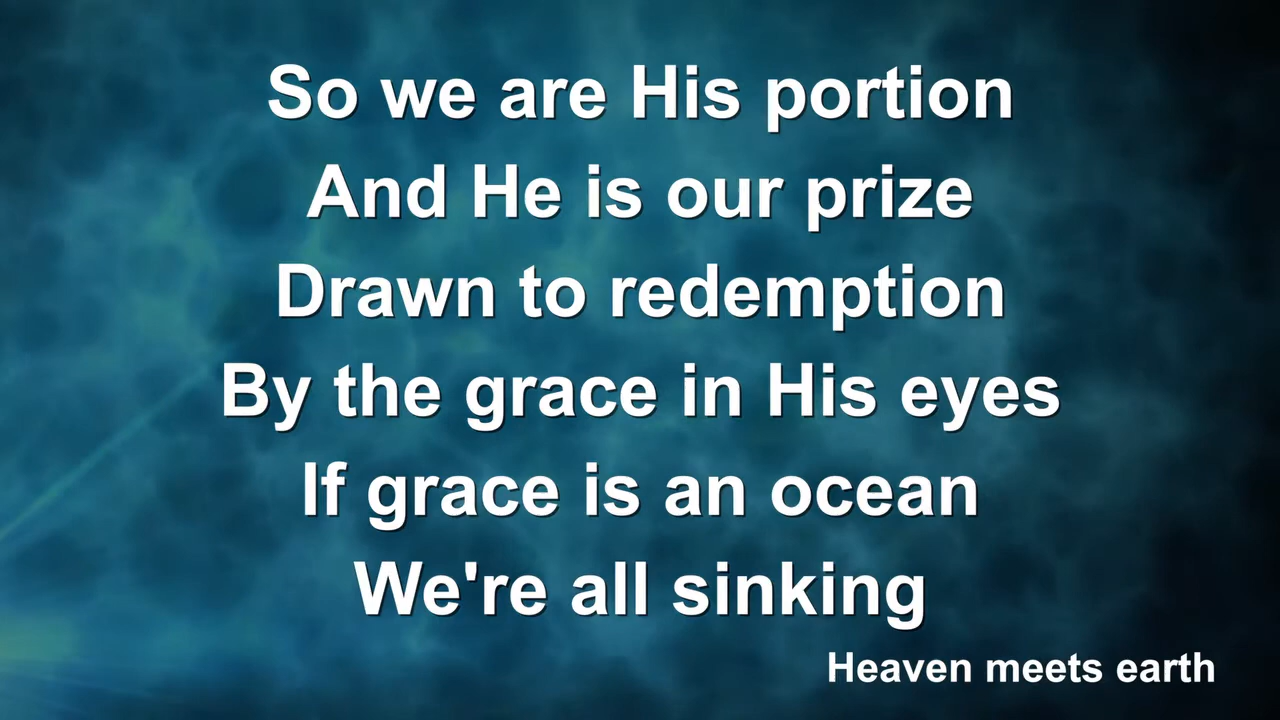 So we are His portion
And He is our prize
Drawn to redemption
By the grace in His eyes
If grace is an ocean
We're all sinking
Heaven meets earth